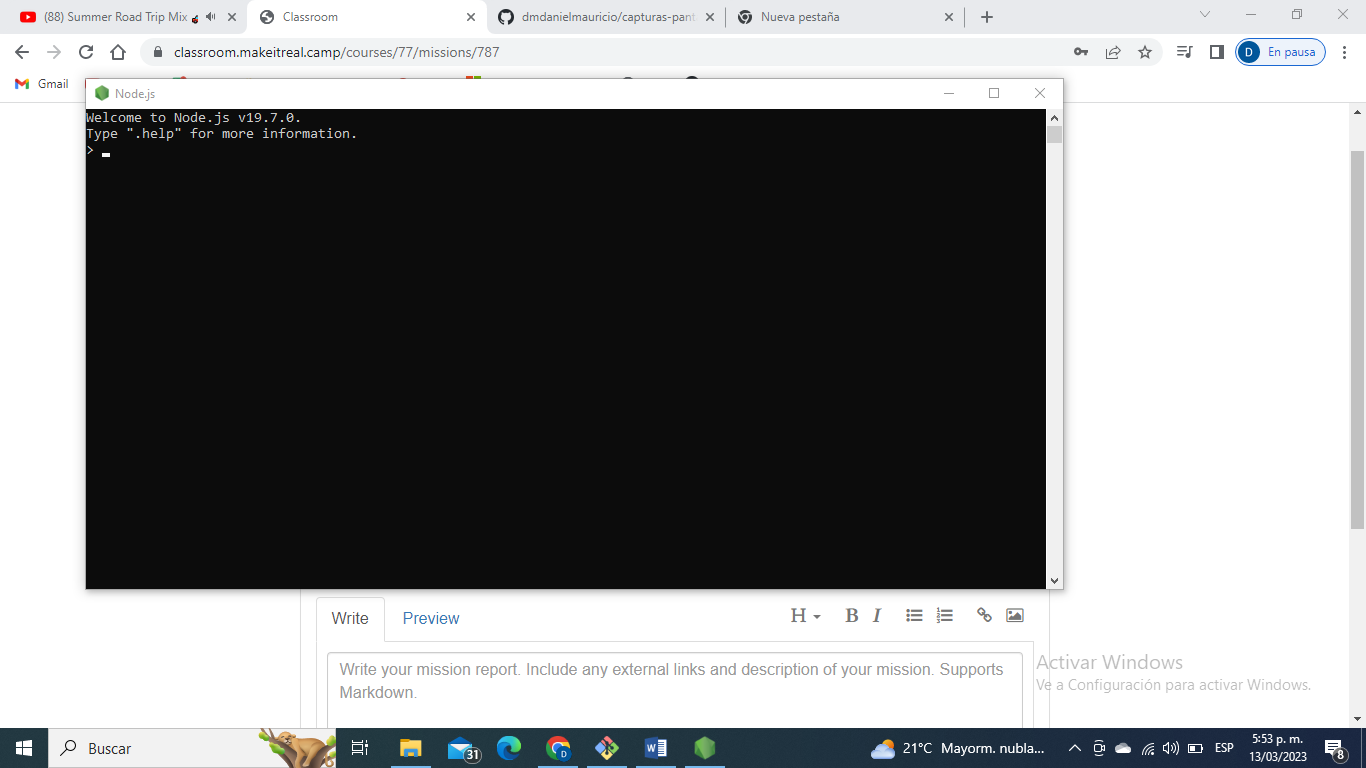 (88) Summer Road Trip Mix
Classroom
dmdanielmauricio/capturas-pant
Nueva pestaña
classroom.makeitreal.camp/courses/77/missions/787
D
En pausa
Gmail
Node.js
Welcome to Node.js v19.7.0.
Type ".help" for more information.
>
Write
Preview
H
B
I
Write your mission report. Include any external links and description of your mission. Supports
Markdown.
Activar Windows
Ve a Configuración para activar Windows.
Buscar
31
D
W
21°C Mayorm. nubla...
ESP
5:53 p. m.
13/03/2023
8